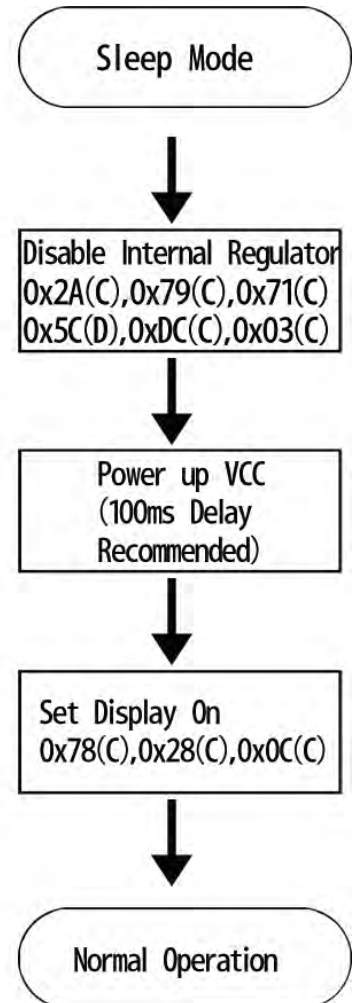 Sleep Mode
Disable Internal Regulator
0x2A(C),0x79(C),0x71(C)
0x5C(D),0xDC(C),0x03(C)
Power up VCC
(100ms Delay
Recommended)
Set Display On
0x78(C),0x28(C),0x0C(C)
Normal Operation